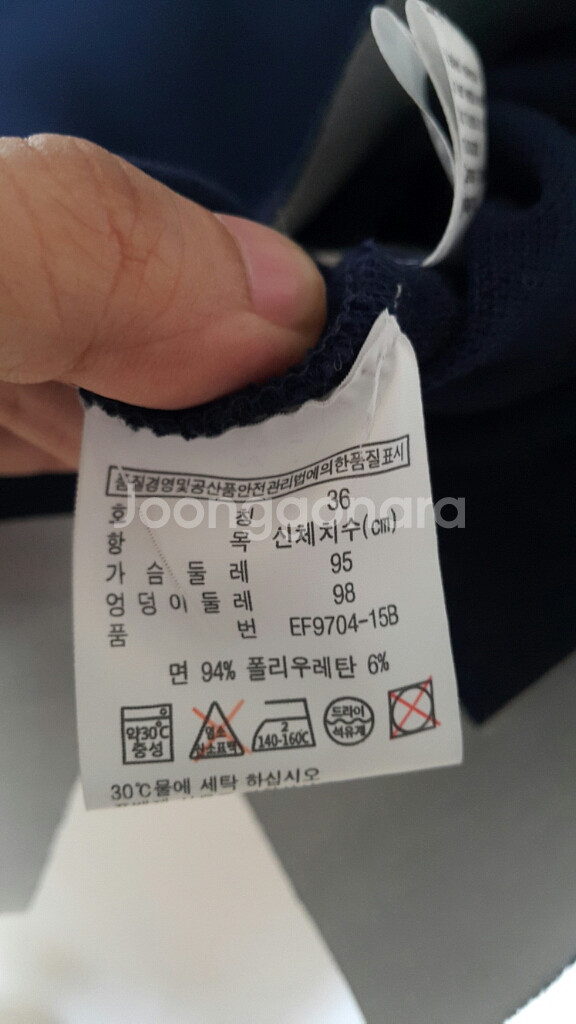 품질경영및공산품안전관리법에의한품질표시
호 칭 36
항 목 신체치수(cm)
가 슴 둘 레 95
엉 덩 이 둘 레 98
품 번 EF9704-15B
면 94% 폴리우레탄 6%
약30℃ 중성
염소 산소표백
2 140-160℃
드라이 석유계
30℃물에 세탁 하십시오
Joongaonara